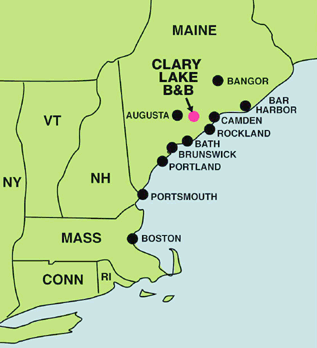 MAINE
CLARY
LAKE
B&B
BANGOR
BAR
HARBOR
AUGUSTA
CAMDEN
ROCKLAND
BATH
BRUNSWICK
PORTLAND
VT
NH
NY
PORTSMOUTH
MASS
BOSTON
CONN
RI